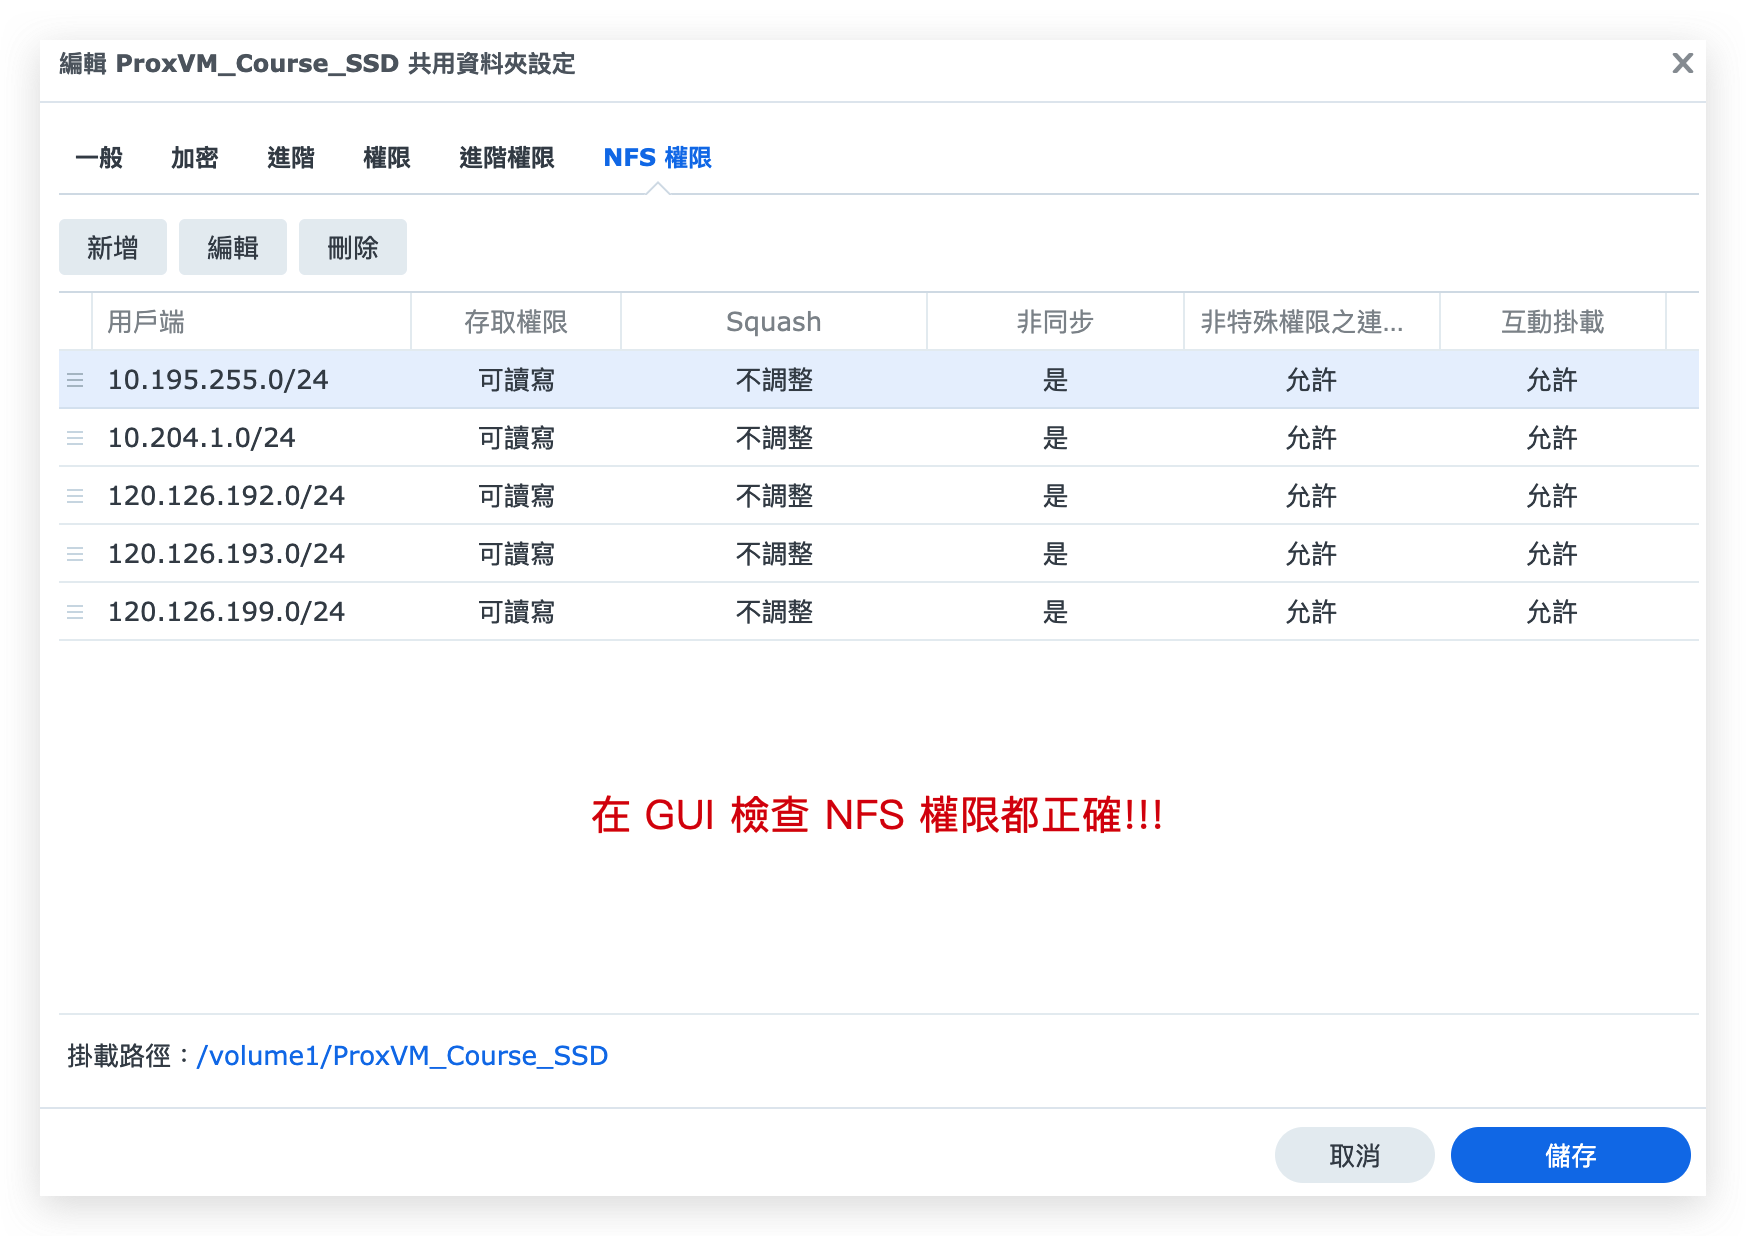 編輯 ProxVM_Course_SSD 共用資料夾設定
一般 加密 進階 權限 進階權限 NFS 權限
新增 編輯 刪除
用戶端 存取權限 Squash 非同步 非特殊權限之連... 互動掛載
10.195.255.0/24 可讀寫 不調整 是 允許 允許
10.204.1.0/24 可讀寫 不調整 是 允許 允許
120.126.192.0/24 可讀寫 不調整 是 允許 允許
120.126.193.0/24 可讀寫 不調整 是 允許 允許
120.126.199.0/24 可讀寫 不調整 是 允許 允許
在 GUI 檢查 NFS 權限都正確!!!
掛載路徑：/volume1/ProxVM_Course_SSD
取消 儲存